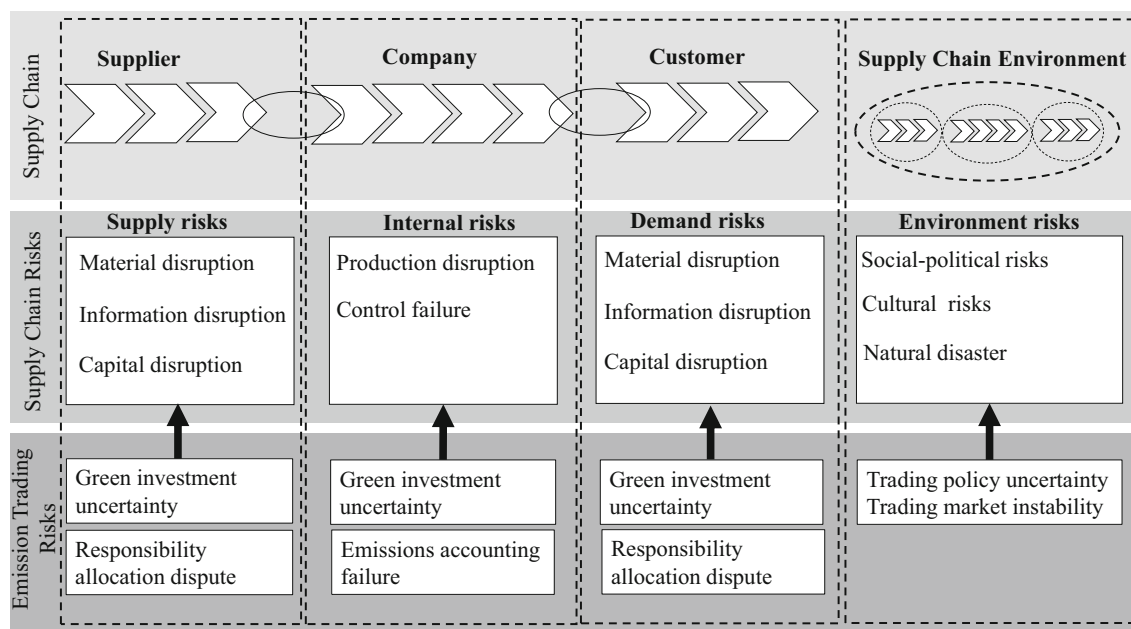 Supply Chain
Supplier
Company
Customer
Supply Chain Environment
Supply Chain Risks
Supply risks
Material disruption
Information disruption
Capital disruption
Internal risks
Production disruption
Control failure
Demand risks
Material disruption
Information disruption
Capital disruption
Environment risks
Social-political risks
Cultural risks
Natural disaster
Emission Trading
Risks
Green investment
uncertainty
Responsibility
allocation dispute
Green investment
uncertainty
Emissions accounting
failure
Green investment
uncertainty
Responsibility
allocation dispute
Trading policy uncertainty
Trading market instability